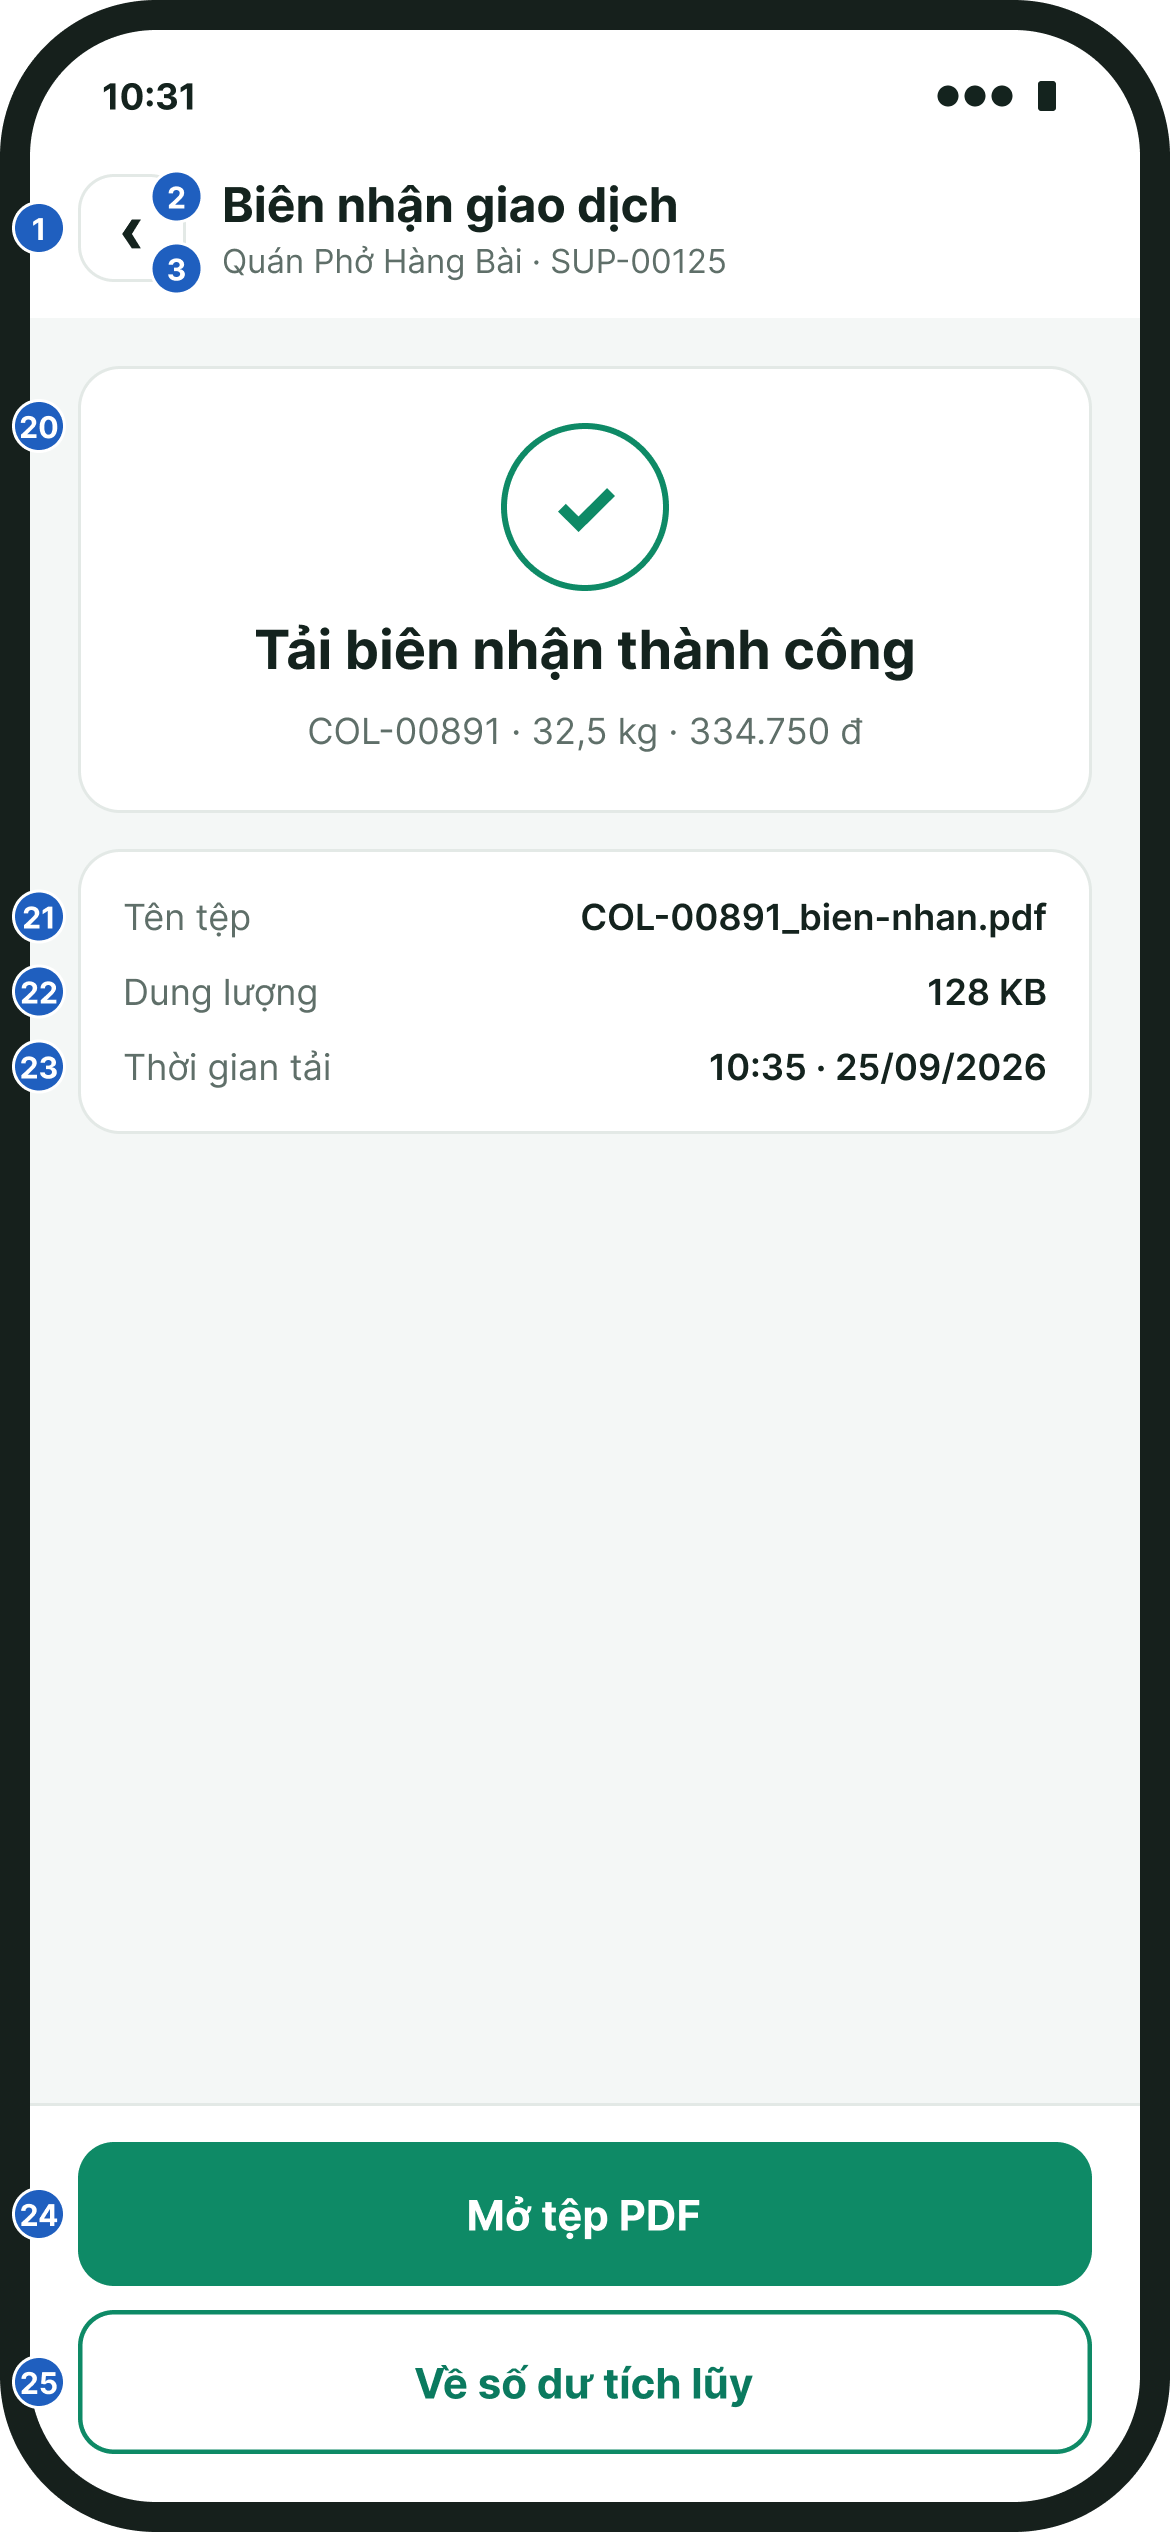 10:31
1
2
‹
Biên nhận giao dịch
3
Quán Phở Hàng Bài · SUP-00125
20
Tải biên nhận thành công
COL-00891 · 32,5 kg · 334.750 đ
21
Tên tệp
COL-00891_bien-nhan.pdf
22
Dung lượng
128 KB
23
Thời gian tải
10:35 · 25/09/2026
24
Mở tệp PDF
25
Về số dư tích lũy